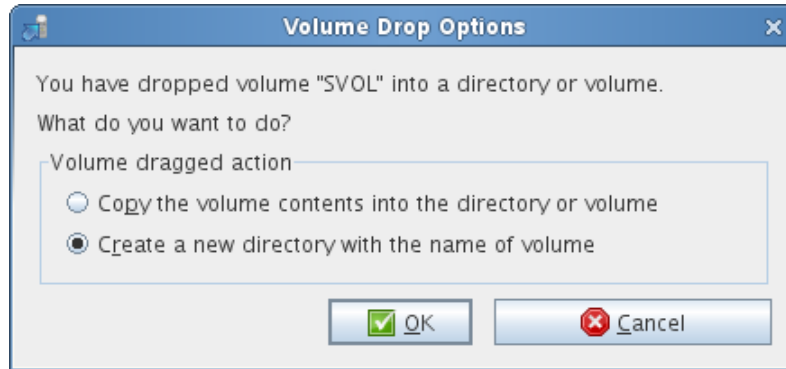 Volume Drop Options
You have dropped volume "SVOL" into a directory or volume.
What do you want to do?
Volume dragged action
Copy the volume contents into the directory or volume
Create a new directory with the name of volume
OK Cancel